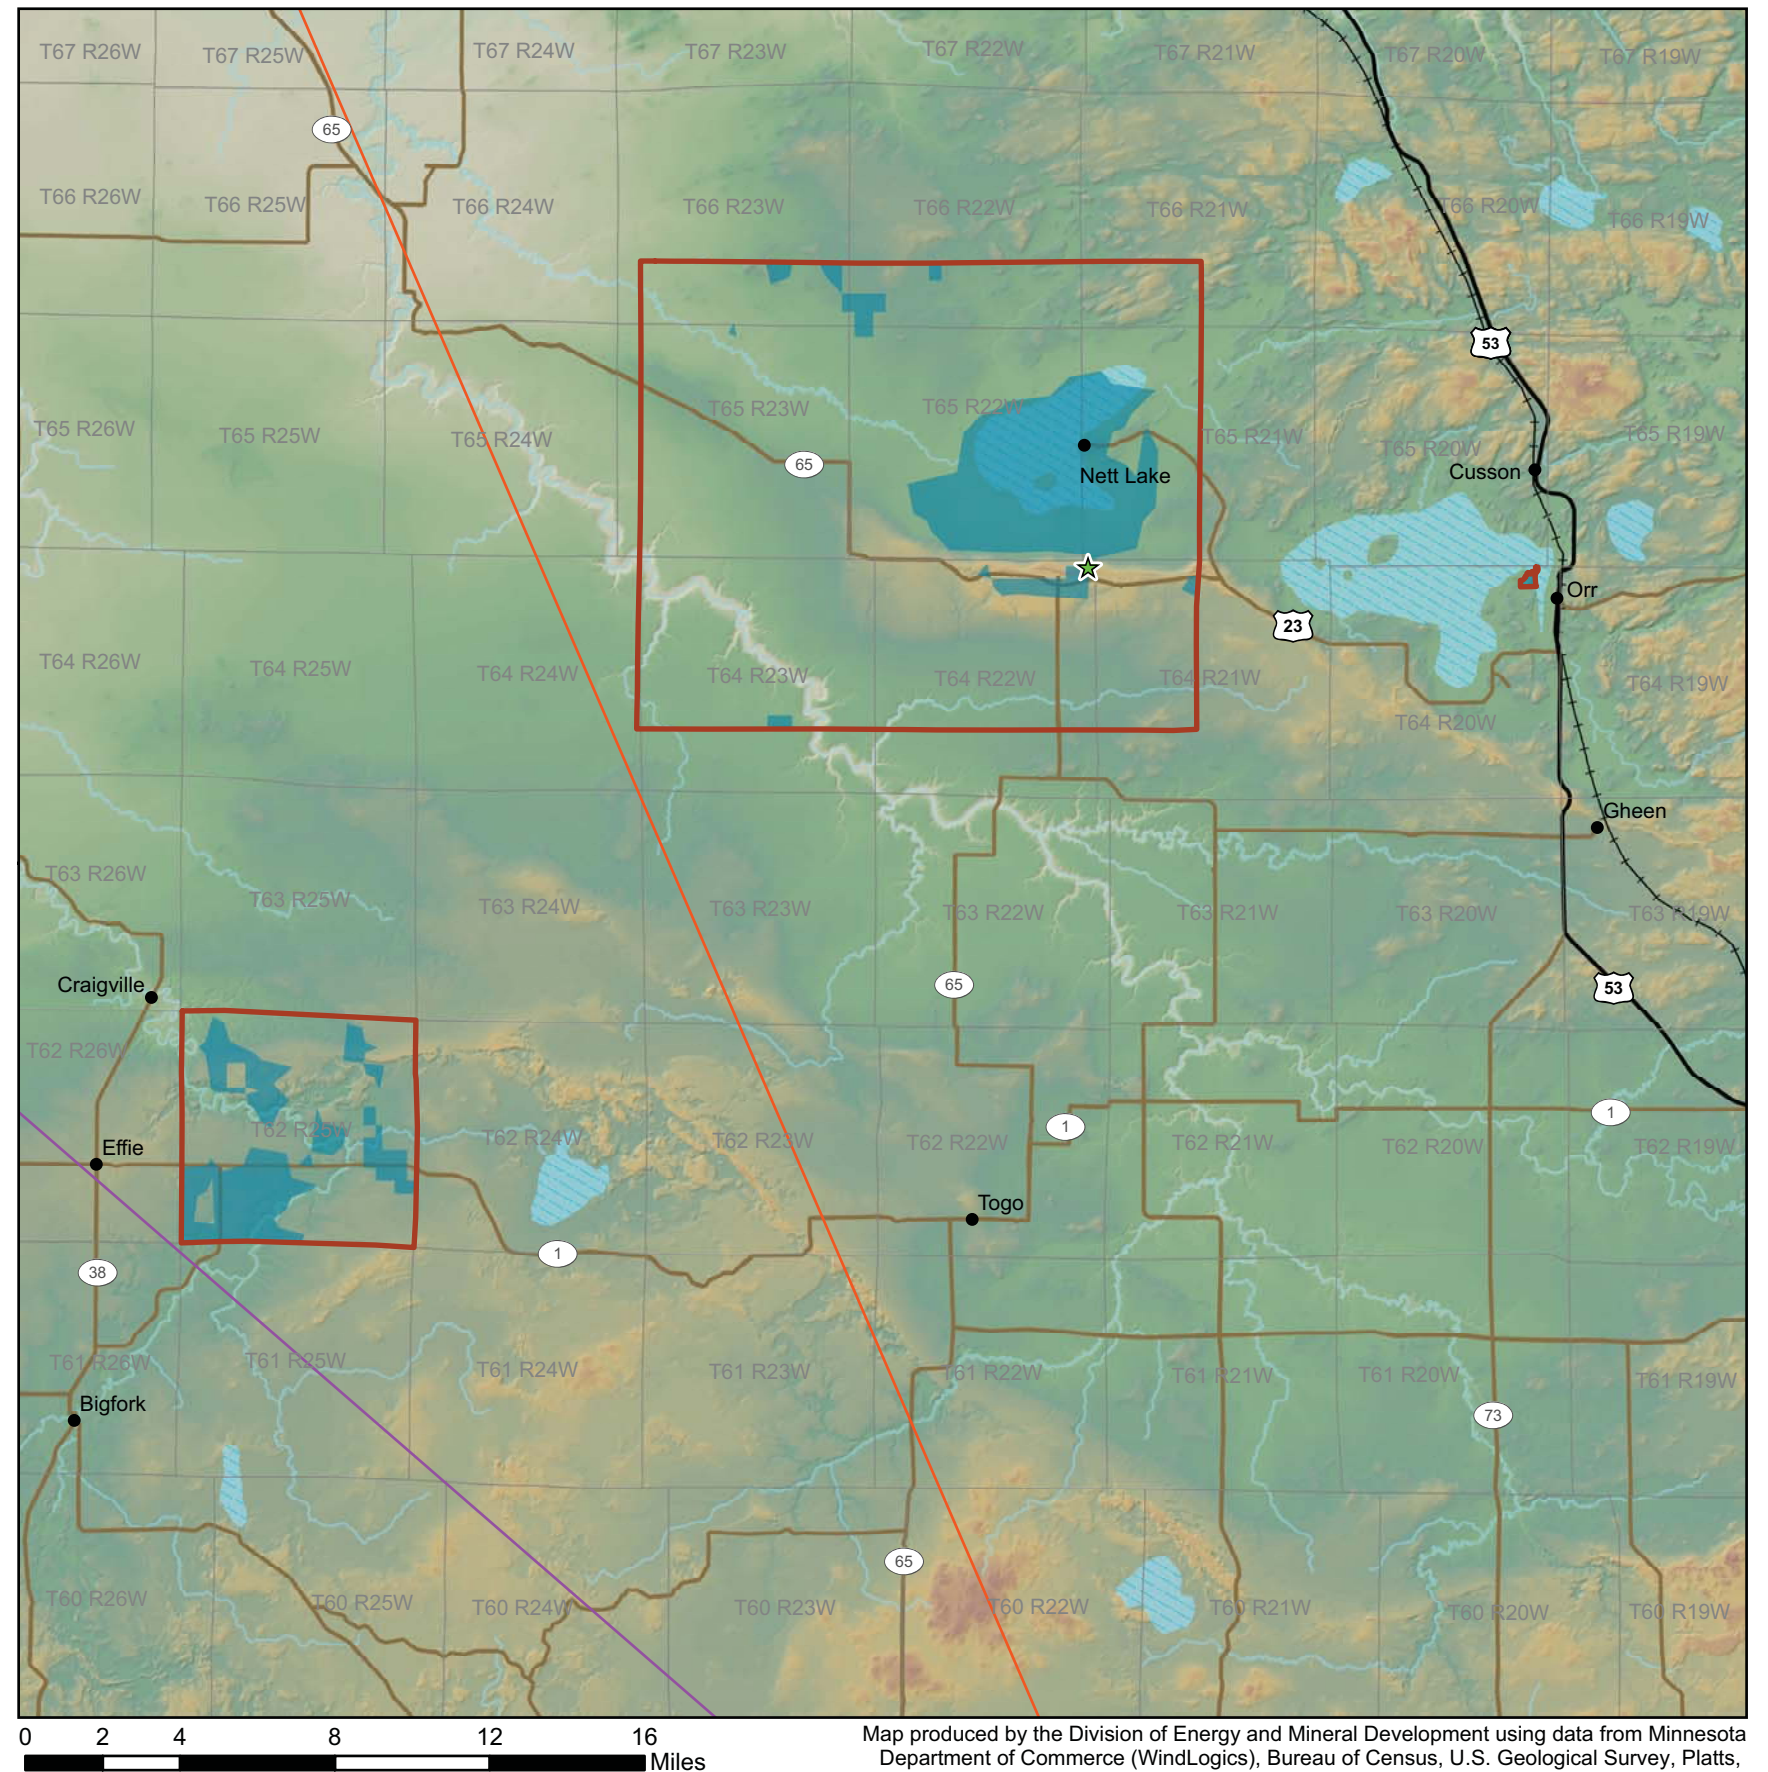 T67 R26W
T67 R25W
T67 R24W
T67 R23W
T67 R22W
T67 R21W
T67 R20W
T67 R19W
65
T66 R26W
T66 R25W
T66 R24W
T66 R23W
T66 R22W
T66 R21W
T66 R20W
T66 R19W
53
T65 R26W
T65 R25W
T65 R24W
T65 R23W
T65 R22W
T65 R21W
T65 R20W
T65 R19W
65
Nett Lake
Cusson
Orr
23
T64 R26W
T64 R25W
T64 R24W
T64 R23W
T64 R22W
T64 R21W
T64 R20W
T64 R19W
Gheen
T63 R26W
T63 R25W
T63 R24W
T63 R23W
T63 R22W
T63 R21W
T63 R20W
T63 R19W
Craigville
65
53
T62 R26W
1
1
Effie
T62 R25W
T62 R24W
T62 R23W
T62 R22W
T62 R21W
T62 R20W
T62 R19W
Togo
38
1
T61 R26W
T61 R25W
T61 R24W
T61 R23W
T61 R22W
T61 R21W
T61 R20W
T61 R19W
Bigfork
73
65
T60 R26W
T60 R25W
T60 R24W
T60 R23W
T60 R22W
T60 R21W
T60 R20W
T60 R19W
0 2 4 8 12 16
Miles
Map produced by the Division of Energy and Mineral Development using data from Minnesota
Department of Commerce (WindLogics), Bureau of Census, U.S. Geological Survey, Platts,